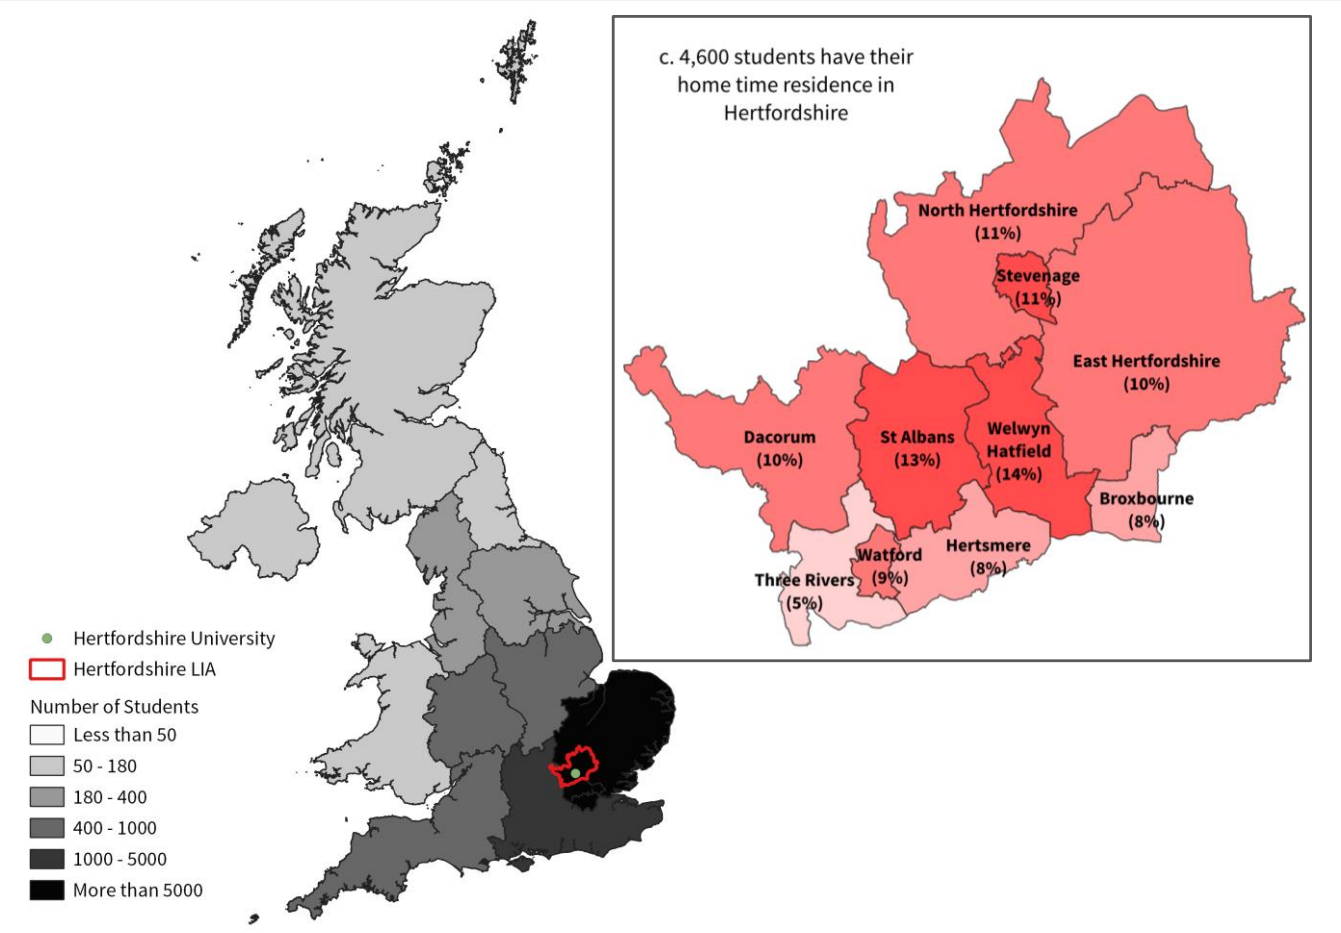 c. 4,600 students have their
home time residence in
Hertfordshire
North Hertfordshire
(11%)
Stevenage
(11%)
East Hertfordshire
(10%)
Dacorum
(10%)
St Albans
(13%)
Welwyn
Hatfield
(14%)
Broxbourne
(8%)
Hertsmere
(8%)
Watford
(9%)
Three Rivers
(5%)
Hertfordshire University
Hertfordshire LIA
Number of Students
Less than 50
50 - 180
180 - 400
400 - 1000
1000 - 5000
More than 5000